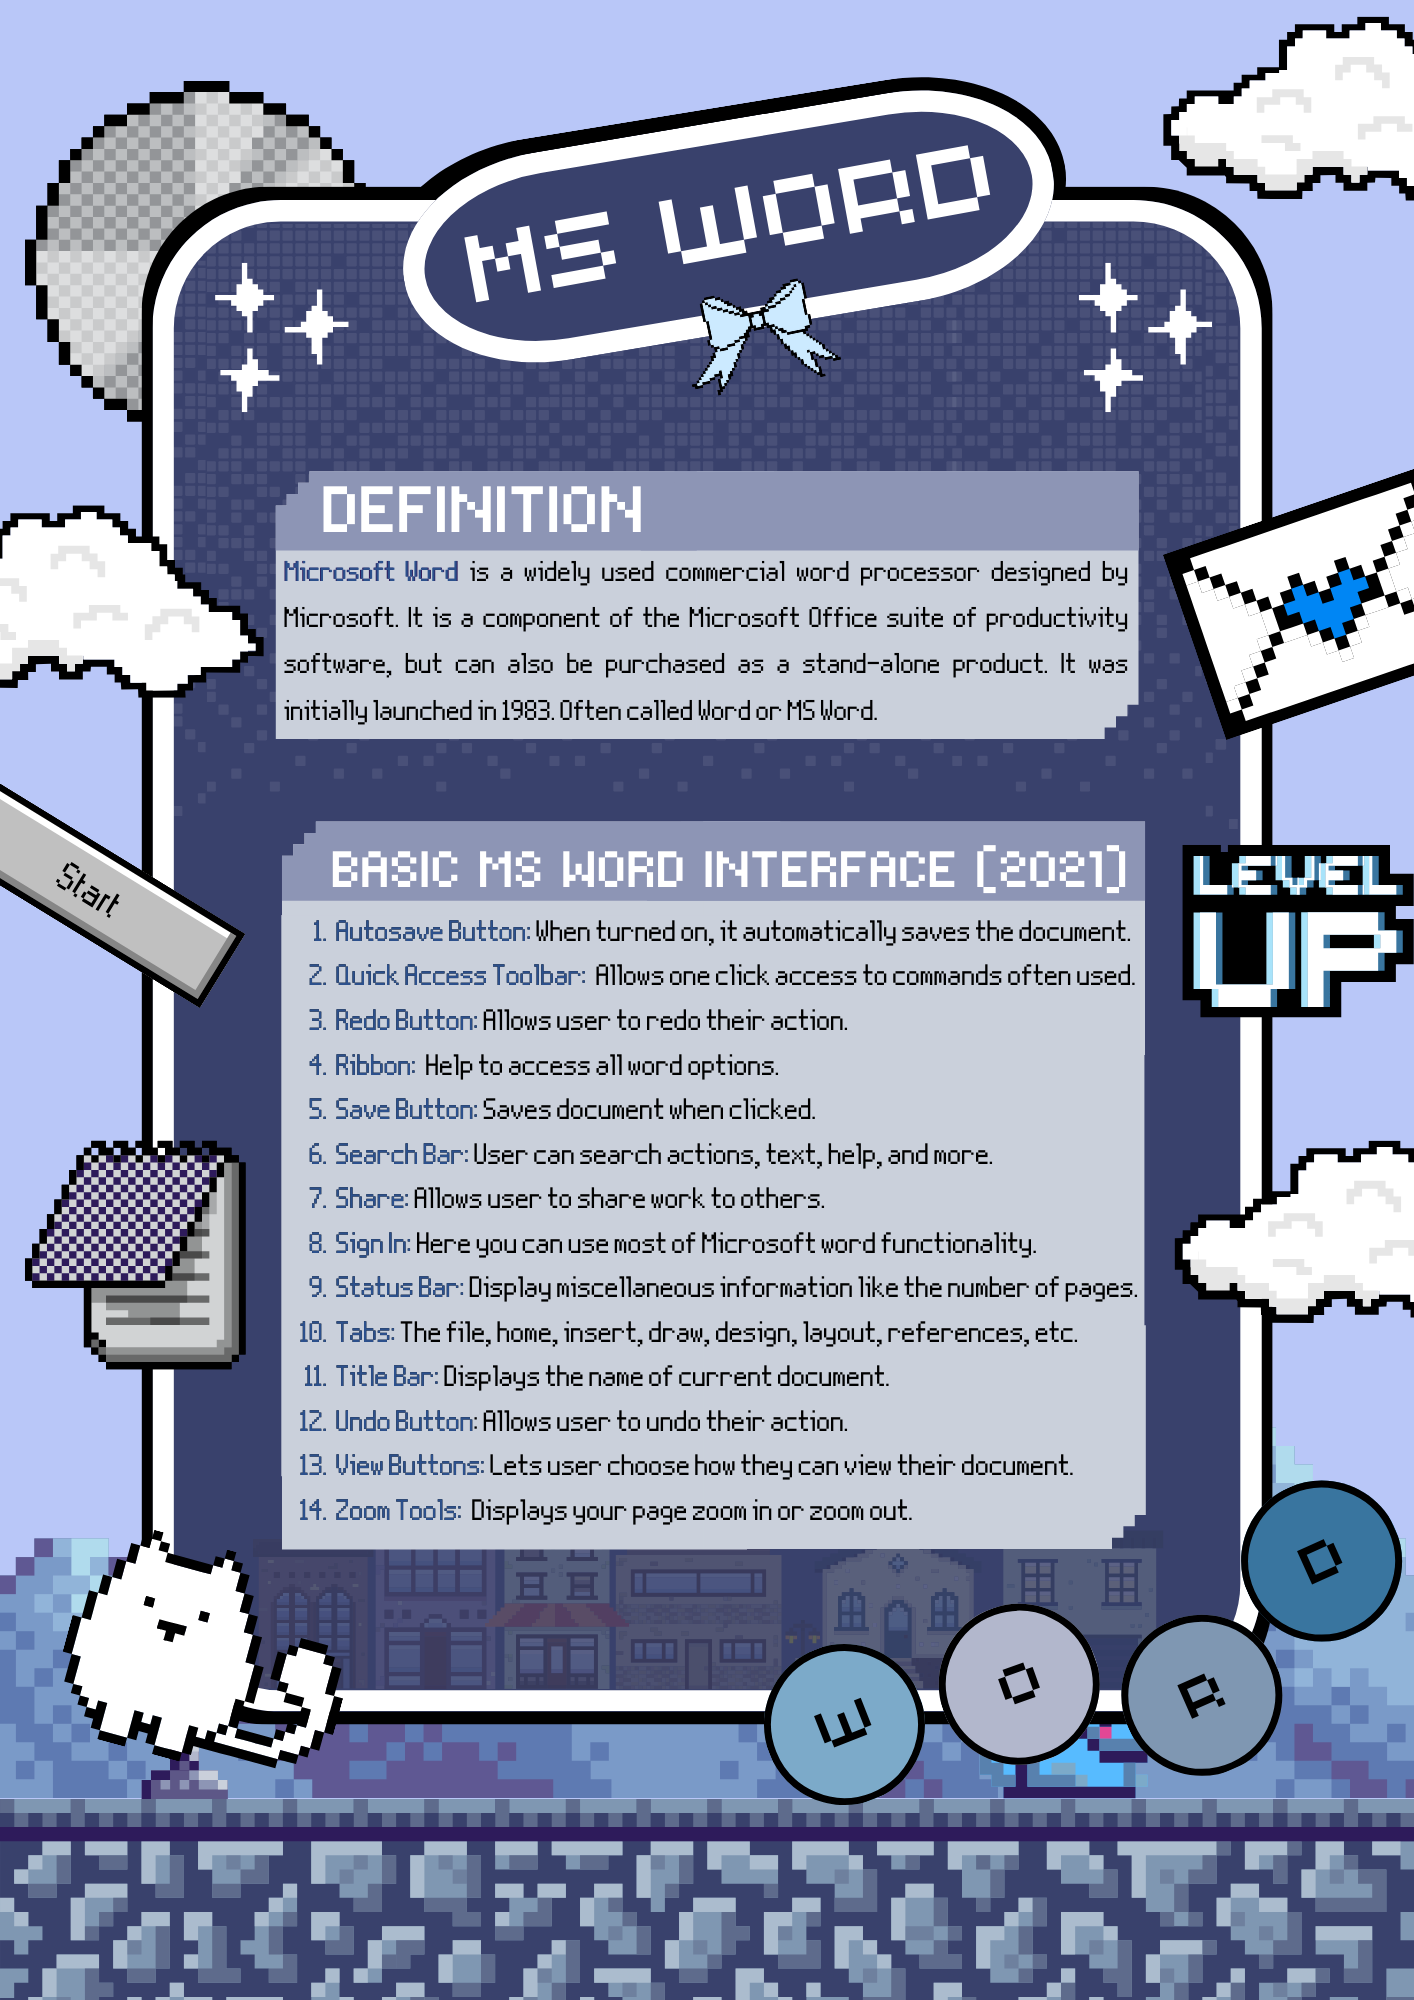 MS WORD
DEFINITION
Microsoft Word is a widely used commercial word processor designed by
Microsoft. It is a component of the Microsoft Office suite of productivity
software, but can also be purchased as a stand-alone product. It was
initially launched in 1983. Often called Word or MS Word.
Start
LEVEL
UP
BASIC MS WORD INTERFACE (2021)
1. Autosave Button: When turned on, it automatically saves the document.
2. Quick Access Toolbar: Allows one click access to commands often used.
3. Redo Button: Allows user to redo their action.
4. Ribbon: Help to access all word options.
5. Save Button: Saves document when clicked.
6. Search Bar: User can search actions, text, help, and more.
7. Share: Allows user to share work to others.
8. Sign In: Here you can use most of Microsoft word functionality.
9. Status Bar: Display miscellaneous information like the number of pages.
10. Tabs: The file, home, insert, draw, design, layout, references, etc.
11. Title Bar: Displays the name of current document.
12. Undo Button: Allows user to undo their action.
13. View Buttons: Lets user choose how they can view their document.
14. Zoom Tools: Displays your page zoom in or zoom out.
W O R D